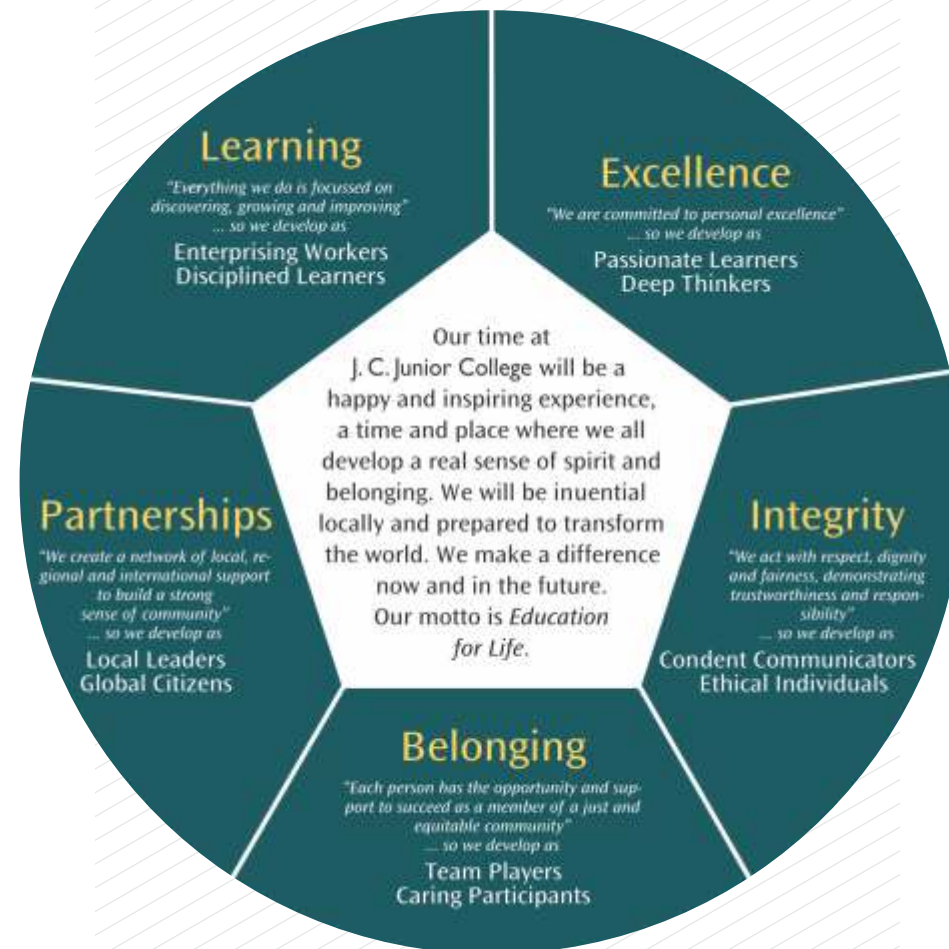 Learning
"Everything we do is focussed on
discovering, growing and improving"
... so we develop as
Enterprising Workers
Disciplined Learners
Excellence
"We are committed to personal excellence"
... so we develop as
Passionate Learners
Deep Thinkers
Our time at
J. C. Junior College will be a
happy and inspiring experience,
a time and place where we all
develop a real sense of spirit and
belonging. We will be inuential
locally and prepared to transform
the world. We make a difference
now and in the future.
Our motto is Education
for Life.
Partnerships
"We create a network of local, re-
gional and international support
to build a strong
sense of community"
... so we develop as
Local Leaders
Global Citizens
Integrity
"We act with respect, dignity
and fairness, demonstrating
trustworthiness and respon-
sibility"
... so we develop as
Condent Communicators
Ethical Individuals
Belonging
"Each person has the opportunity and sup-
port to succeed as a member of a just and
equitable community"
... so we develop as
Team Players
Caring Participants